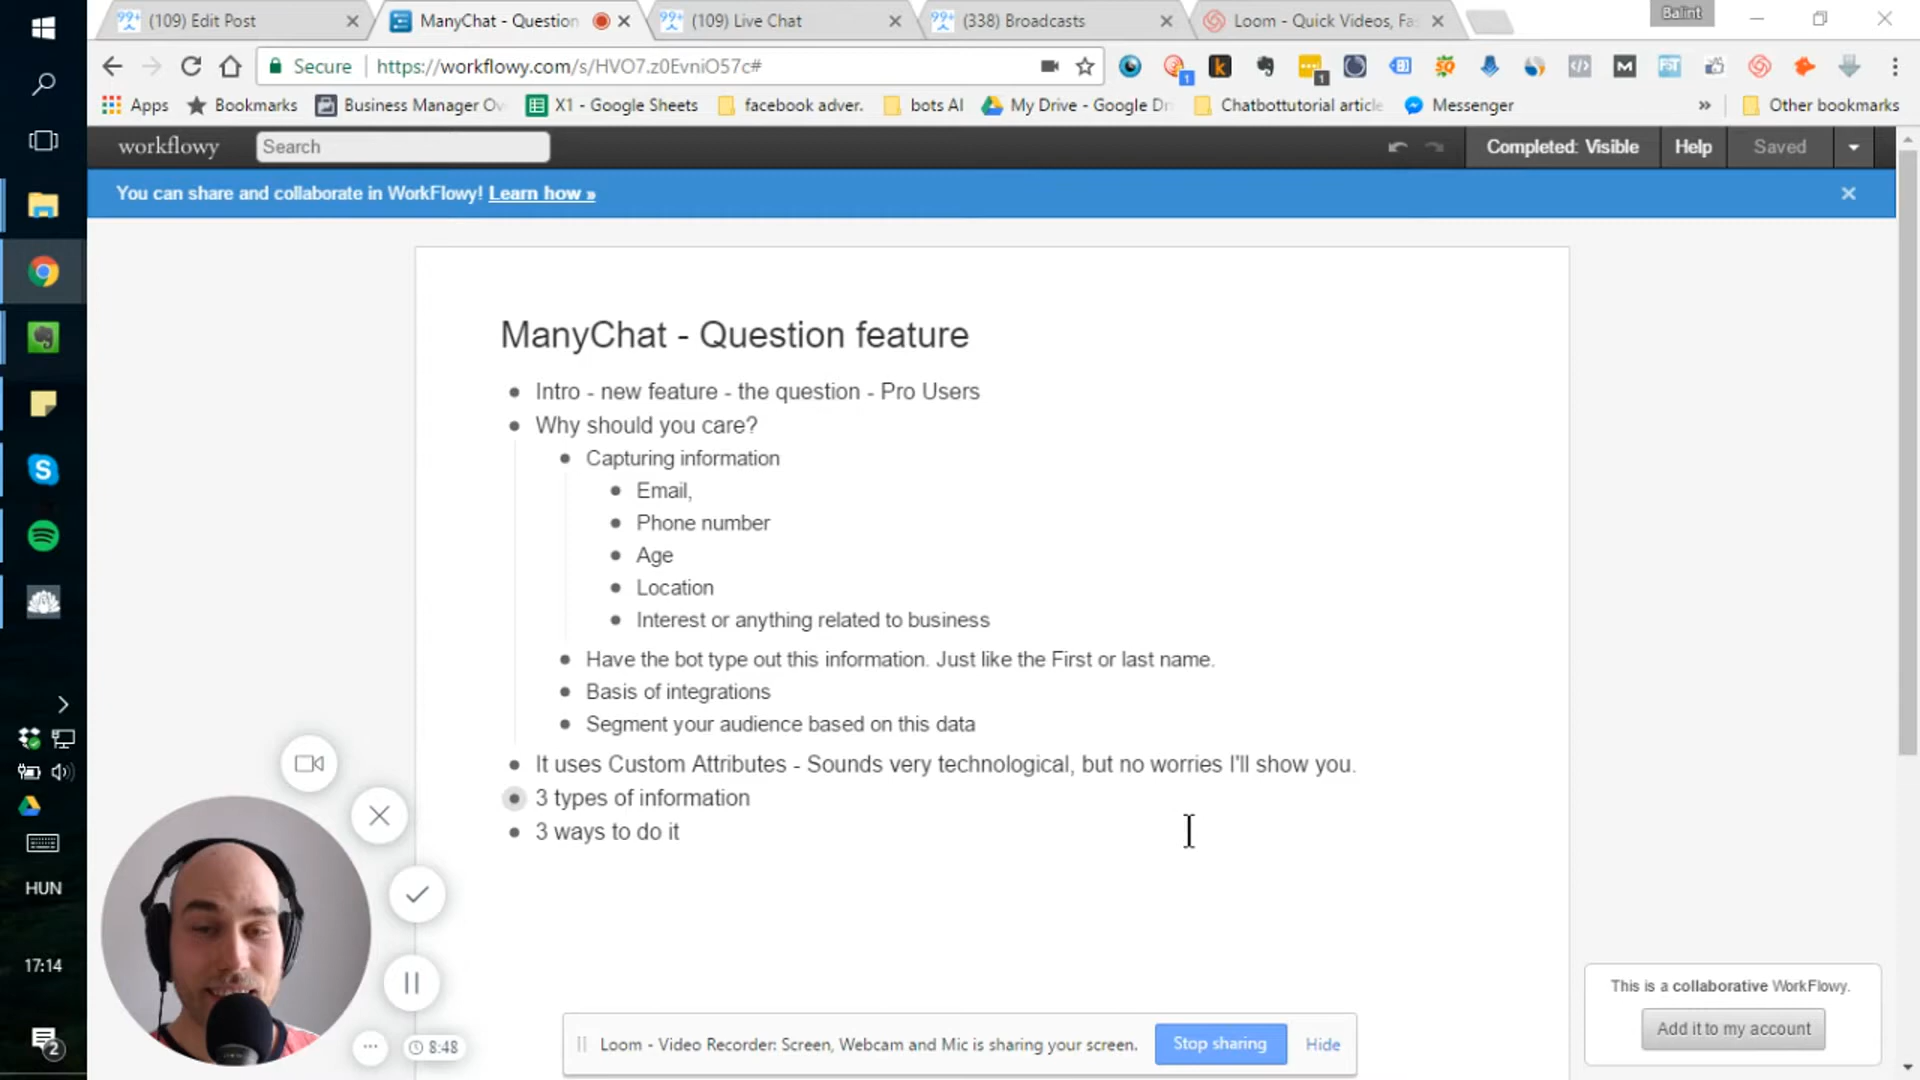 (109) Edit Post
ManyChat - Question
(109) Live Chat
(338) Broadcasts
Loom - Quick Videos, Fa
Balint
Secure
https://workflowy.com/s/HVO7.z0EvniO57c#
Apps
Bookmarks
Business Manager Ov
X1 - Google Sheets
facebook adver.
bots AI
My Drive - Google Dr
Chatbottutorial article
Messenger
»
Other bookmarks
workflowy
Search
Completed: Visible
Help
Saved
You can share and collaborate in WorkFlowy! Learn how »
ManyChat - Question feature
Intro - new feature - the question - Pro Users
Why should you care?
Capturing information
Email,
Phone number
Age
Location
Interest or anything related to business
Have the bot type out this information. Just like the First or last name.
Basis of integrations
Segment your audience based on this data
It uses Custom Attributes - Sounds very technological, but no worries I'll show you.
3 types of information
3 ways to do it
HUN
17:14
2
8:48
Loom - Video Recorder: Screen, Webcam and Mic is sharing your screen.
Stop sharing
Hide
This is a collaborative WorkFlowy.
Add it to my account